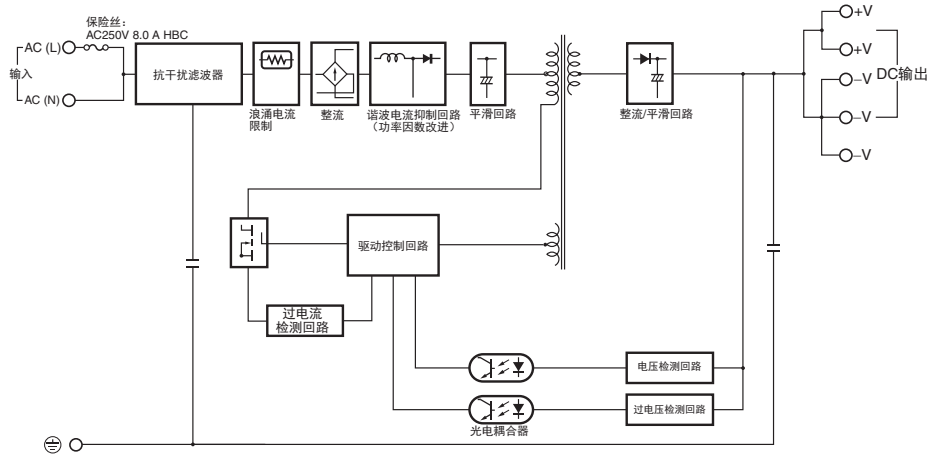 保险丝：
AC250V 8.0 A HBC
AC (L)
输入
AC (N)
抗干扰滤波器
浪涌电流
限制
整流
谐波电流抑制回路
（功率因数改进）
平滑回路
整流/平滑回路
+V
+V
–V
–V
–V
DC输出
驱动控制回路
过电流
检测回路
电压检测回路
过电压检测回路
光电耦合器